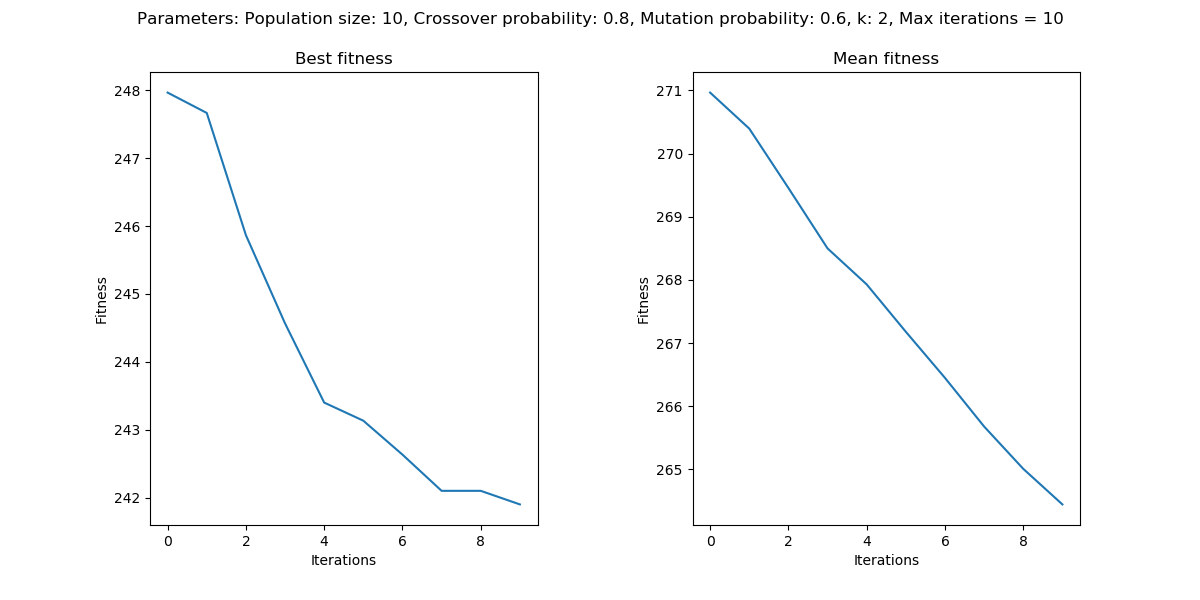 Parameters: Population size: 10, Crossover probability: 0.8, Mutation probability: 0.6, k: 2, Max iterations = 10
Best fitness
248
247
246
245
244
243
242
Fitness
0 2 4 6 8
Iterations
Mean fitness
271
270
269
268
267
266
265
Fitness
0 2 4 6 8
Iterations